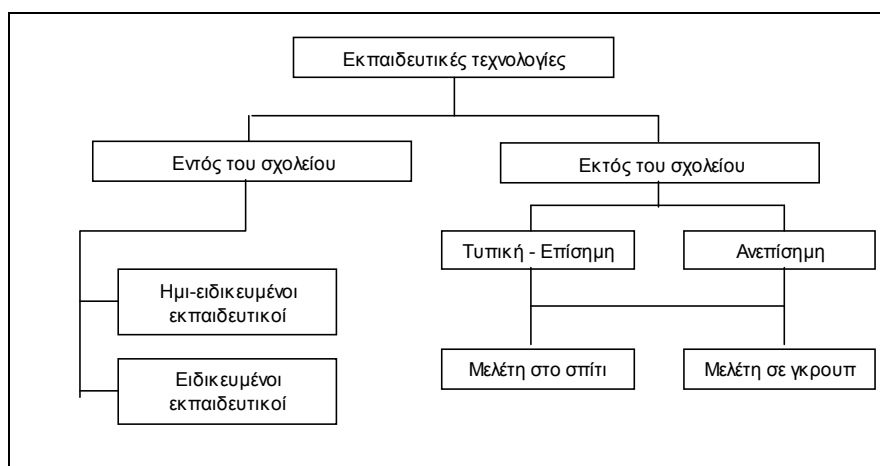 Εκπαιδευτικές τεχνολογίες
Εντός του σχολείου
Εκτός του σχολείου
Τυπική - Επίσημη
Ανεπίσημη
Ημι-ειδικευμένοι
εκπαιδευτικοί
Ειδικευμένοι
εκπαιδευτικοί
Μελέτη στο σπίτι
Μελέτη σε γκρουπ